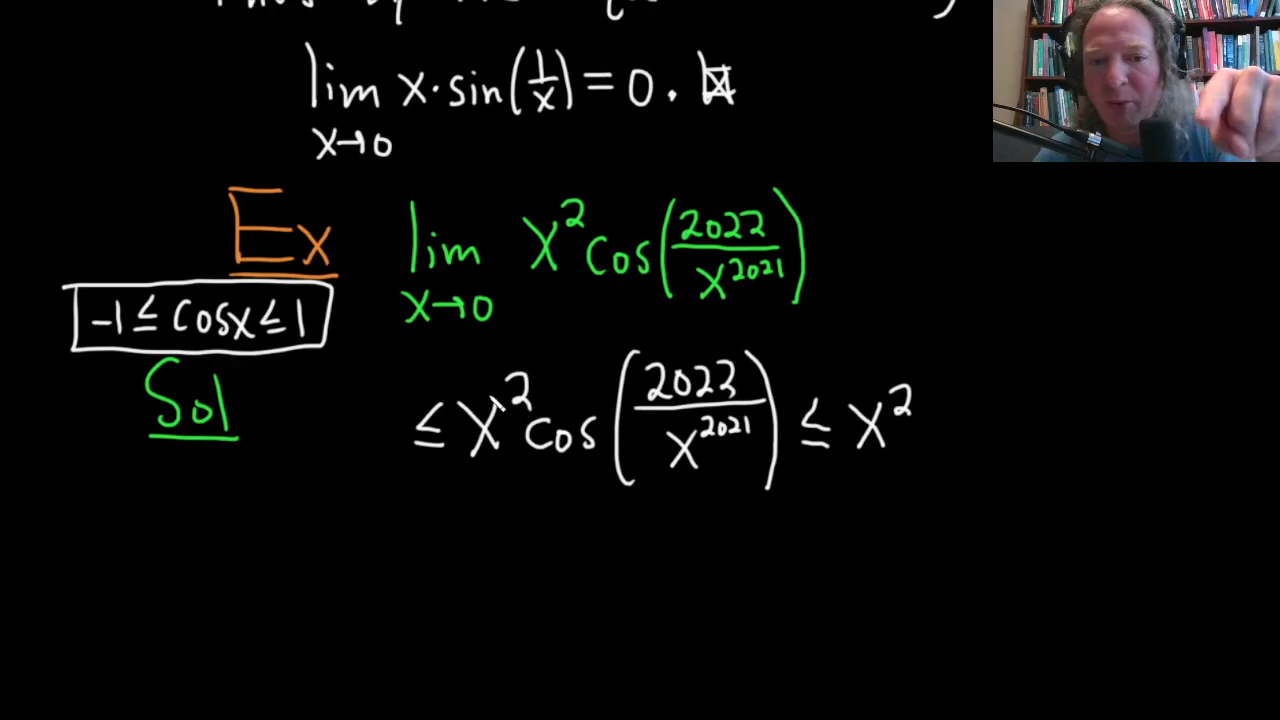 lim x·sin(1/x) = 0.
x→0
Ex lim x² cos(2022/x²⁰²¹)
x→0
-1 ≤ cosx ≤ 1
Sol ≤ x² cos(2022/x²⁰²¹) ≤ x²